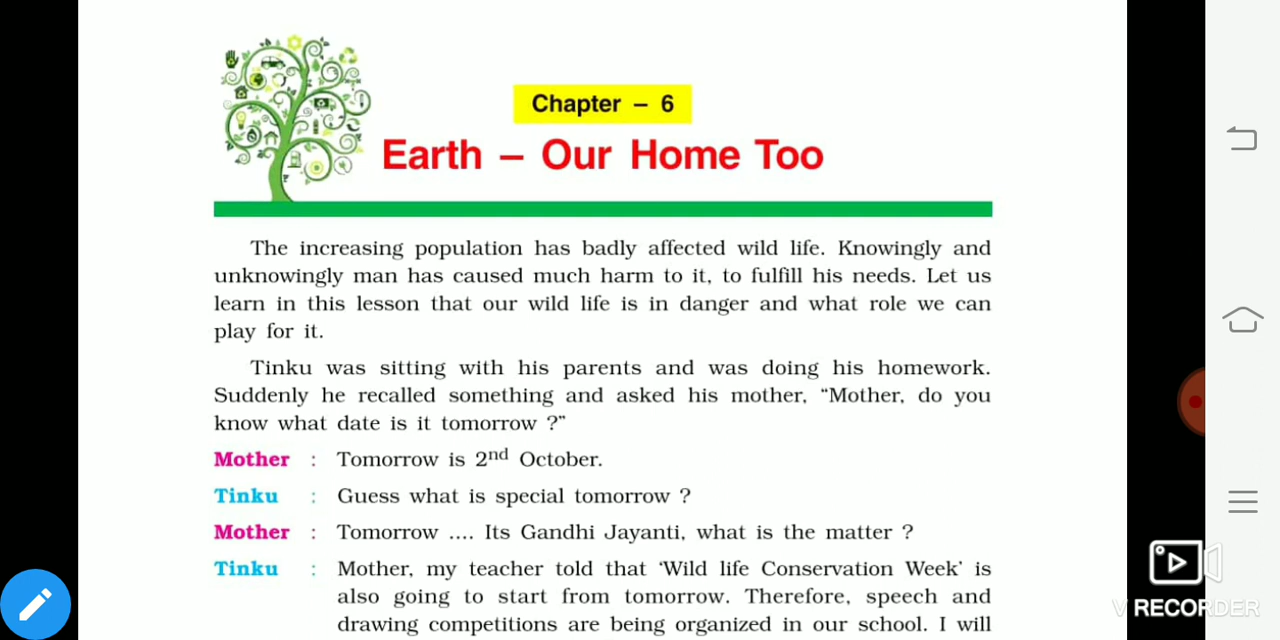 Chapter – 6
Earth – Our Home Too
The increasing population has badly affected wild life. Knowingly and
unknowingly man has caused much harm to it, to fulfill his needs. Let us
learn in this lesson that our wild life is in danger and what role we can
play for it.
Tinku was sitting with his parents and was doing his homework.
Suddenly he recalled something and asked his mother, “Mother, do you
know what date is it tomorrow ?”
Mother : Tomorrow is 2nd October.
Tinku : Guess what is special tomorrow ?
Mother : Tomorrow .... Its Gandhi Jayanti, what is the matter ?
Tinku : Mother, my teacher told that ‘Wild life Conservation Week’ is
also going to start from tomorrow. Therefore, speech and
drawing competitions are being organized in our school. I will
V RECORDER